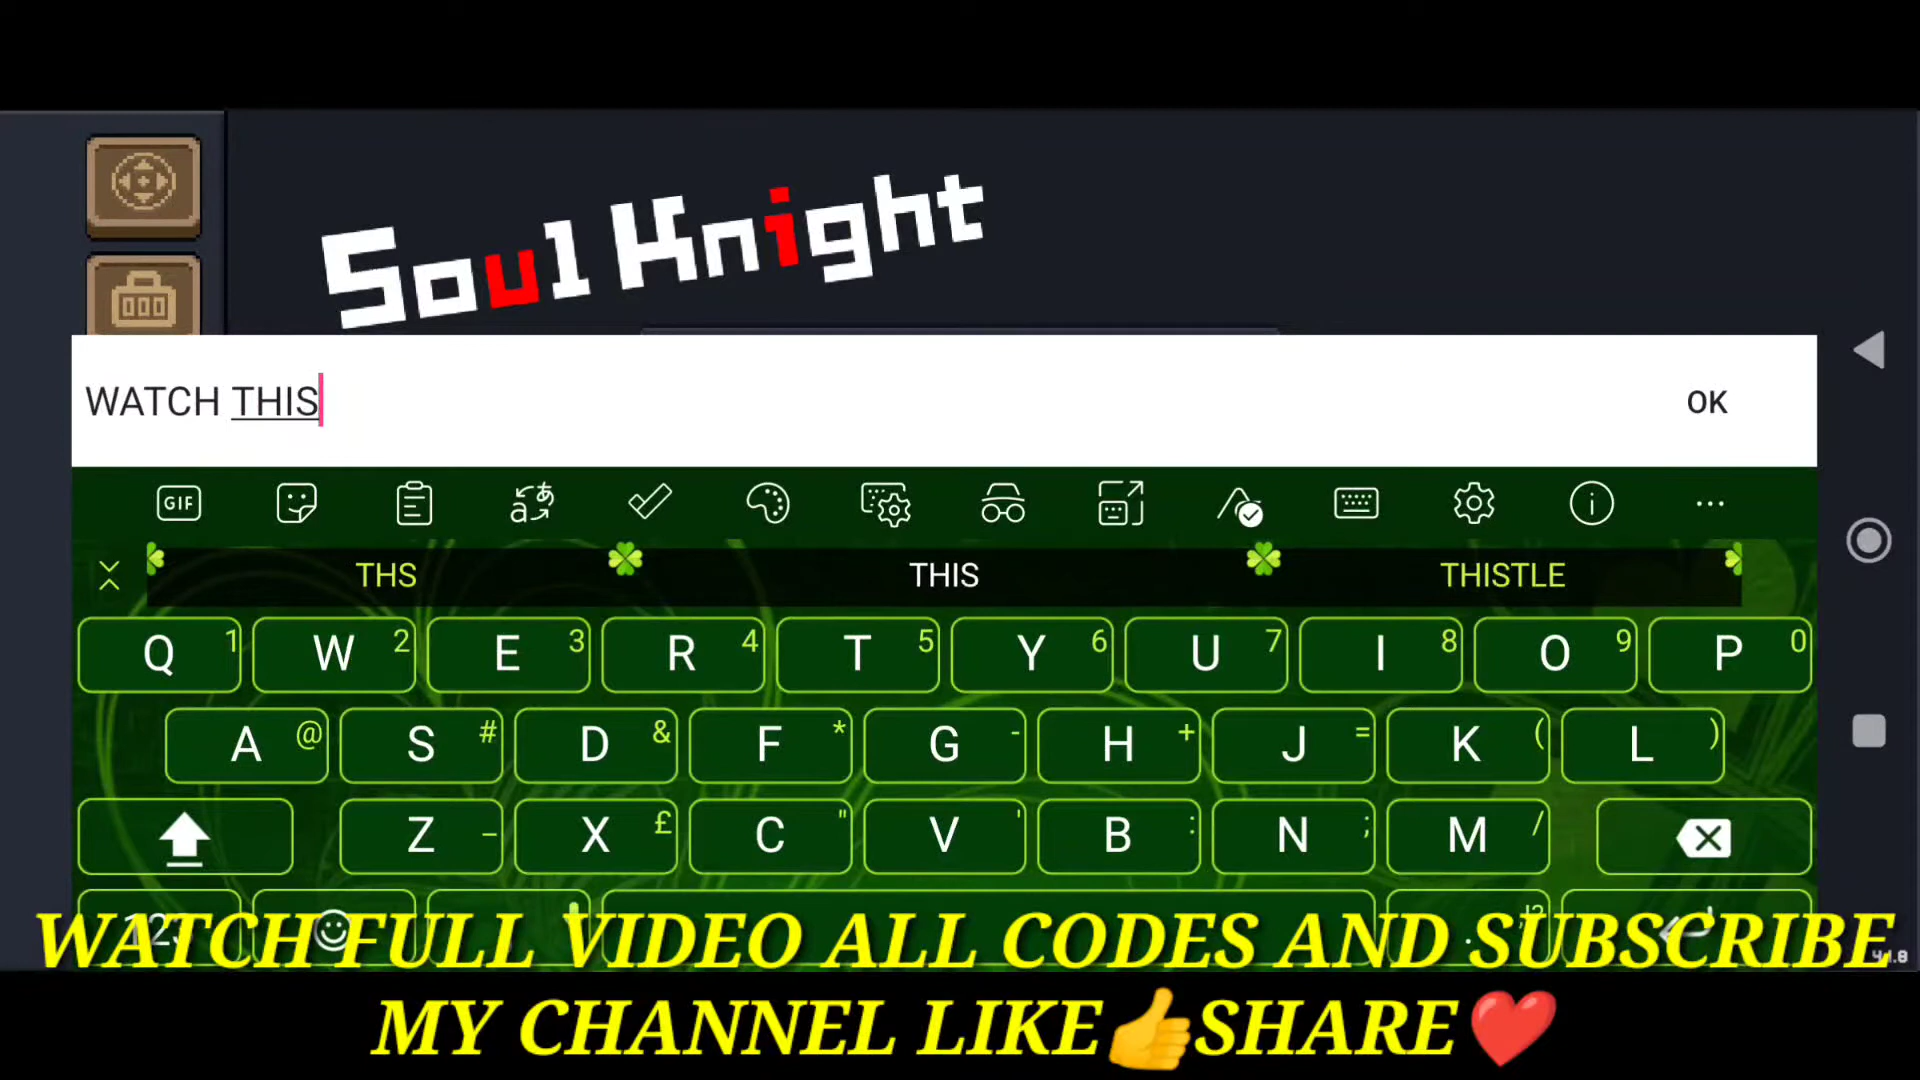 Soul Knight
WATCH THIS
OK
GIF
THS THIS THISTLE
Q 1 W 2 E 3 R 4 T 5 Y 6 U 7 I 8 O 9 P 0
A @ S # D & F * G - H + J = K ( L )
Z _ X £ C " V ' B : N ; M /
123 !?
WATCH FULL VIDEO ALL CODES AND SUBSCRIBE
MY CHANNEL LIKE👍SHARE❤️